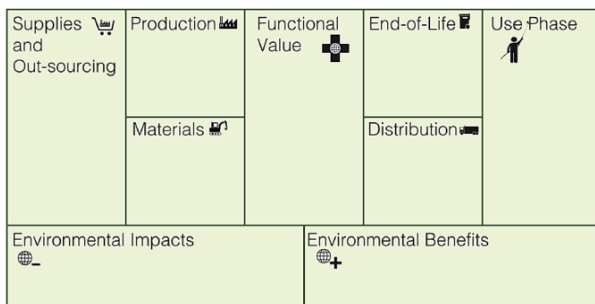 Supplies
and
Out-sourcing
Production
Materials
Functional
Value
End-of-Life
Distribution
Use Phase
Environmental Impacts
Environmental Benefits